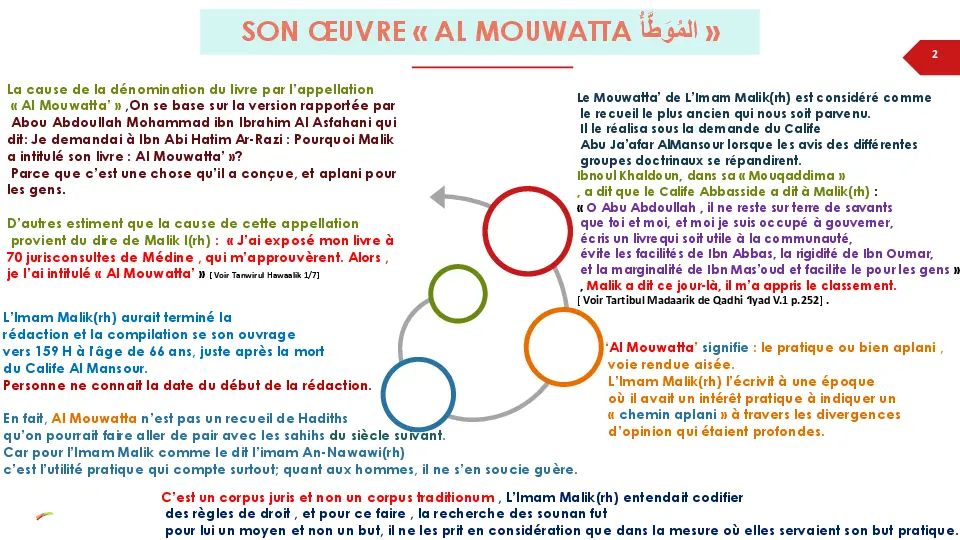 SON ŒUVRE « AL MOUWATTA المُوَطَّأُ »
2
La cause de la dénomination du livre par l'appellation
« Al Mouwatta' » ,On se base sur la version rapportée par
Abou Abdoullah Mohammad ibn Ibrahim Al Asfahani qui
dit: Je demandai à Ibn Abi Hatim Ar-Razi : Pourquoi Malik
a intitulé son livre : Al Mouwatta' »?
Parce que c'est une chose qu'il a conçue, et aplani pour
les gens.
D'autres estiment que la cause de cette appellation
provient du dire de Malik l(rh) : « J'ai exposé mon livre à
70 jurisconsultes de Médine , qui m'approuvèrent. Alors ,
je l'ai intitulé « Al Mouwatta' » [ Voir Tanwirul Hawaalik 1/7]
L'Imam Malik(rh) aurait terminé la
rédaction et la compilation se son ouvrage
vers 159 H à l'âge de 66 ans, juste après la mort
du Calife Al Mansour.
Personne ne connait la date du début de la rédaction.
En fait, Al Mouwatta n'est pas un recueil de Hadiths
qu'on pourrait faire aller de pair avec les sahihs du siècle suivant.
Car pour l'Imam Malik comme le dit l'imam An-Nawawi(rh)
c'est l'utilité pratique qui compte surtout; quant aux hommes, il ne s'en soucie guère.
Le Mouwatta' de L'Imam Malik(rh) est considéré comme
le recueil le plus ancien qui nous soit parvenu.
Il le réalisa sous la demande du Calife
Abu Ja'afar AlMansour lorsque les avis des différentes
groupes doctrinaux se répandirent.
Ibnoul Khaldoun, dans sa « Mouqaddima »
, a dit que le Calife Abbasside a dit à Malik(rh) :
« O Abu Abdoullah , il ne reste sur terre de savants
que toi et moi, et moi je suis occupé à gouverner,
écris un livrequi soit utile à la communauté,
évite les facilités de Ibn Abbas, la rigidité de Ibn Oumar,
et la marginalité de Ibn Mas'oud et facilite le pour les gens »
, Malik a dit ce jour-là, il m'a appris le classement.
[ Voir Tartibul Madaarik de Qadhi 'Iyad V.1 p.252] .
'Al Mouwatta' signifie : le pratique ou bien aplani ,
voie rendue aisée.
L'Imam Malik(rh) l'écrivit à une époque
où il avait un intérêt pratique à indiquer un
« chemin aplani » à travers les divergences
d'opinion qui étaient profondes.
C'est un corpus juris et non un corpus traditionum , L'Imam Malik(rh) entendait codifier
des règles de droit , et pour ce faire , la recherche des sounan fut
pour lui un moyen et non un but, il ne les prit en considération que dans la mesure où elles servaient son but pratique.